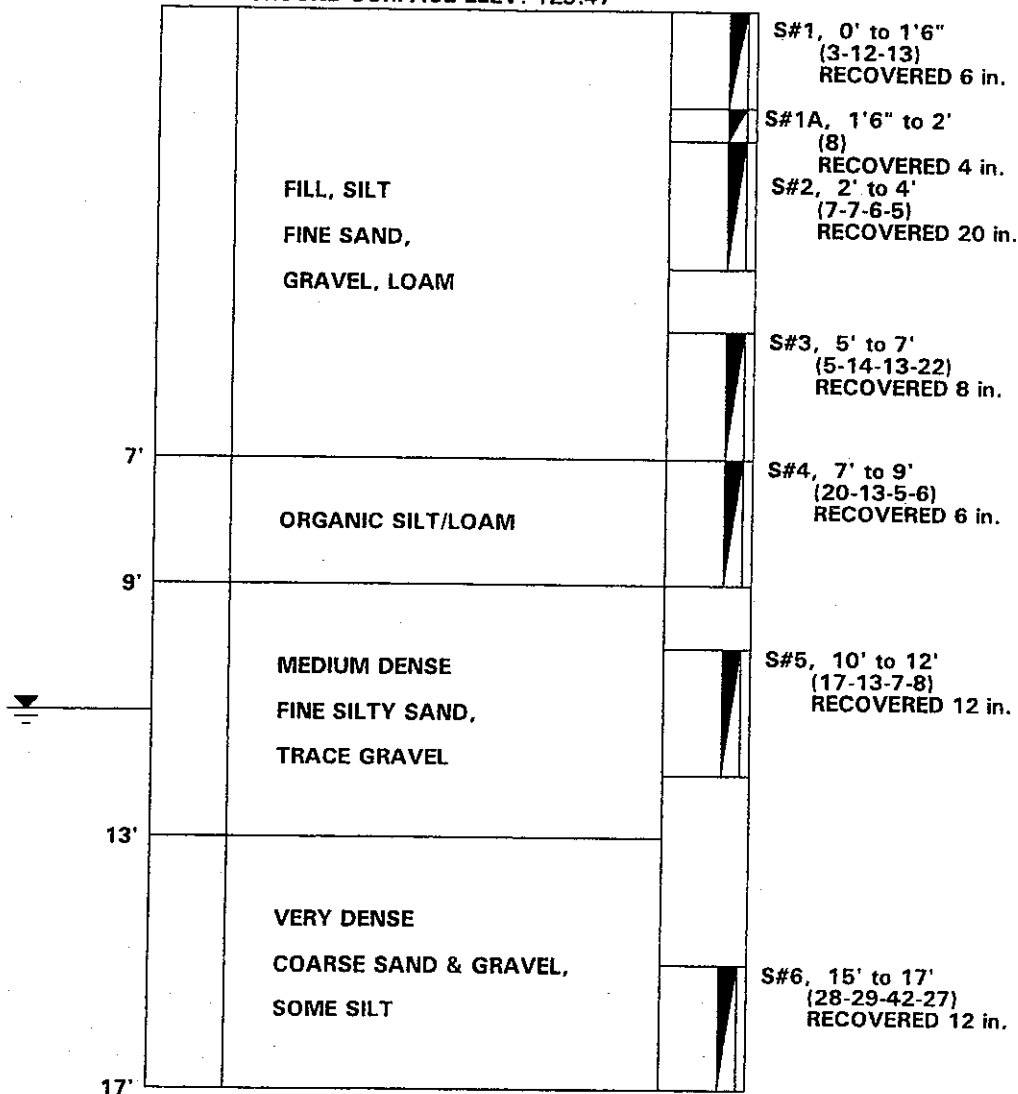 S#1, 0' to 1'6"
(3-12-13)
RECOVERED 6 in.
S#1A, 1'6" to 2'
(8)
RECOVERED 4 in.
FILL, SILT
S#2, 2' to 4'
(7-7-6-5)
RECOVERED 20 in.
FINE SAND,
GRAVEL, LOAM
S#3, 5' to 7'
(5-14-13-22)
RECOVERED 8 in.
7'
S#4, 7' to 9'
(20-13-5-6)
RECOVERED 6 in.
ORGANIC SILT/LOAM
9'
MEDIUM DENSE
FINE SILTY SAND,
TRACE GRAVEL
S#5, 10' to 12'
(17-13-7-8)
RECOVERED 12 in.
13'
VERY DENSE
COARSE SAND & GRAVEL,
SOME SILT
S#6, 15' to 17'
(28-29-42-27)
RECOVERED 12 in.
17'